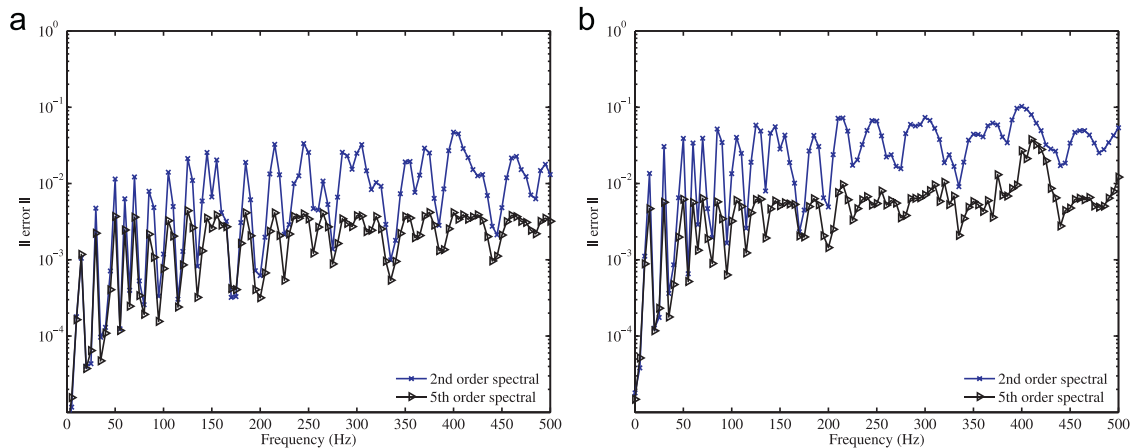 a
10^0
10^-1
10^-2
10^-3
10^-4
|| error ||
0 50 100 150 200 250 300 350 400 450 500
Frequency (Hz)
2nd order spectral
5th order spectral
b
10^0
10^-1
10^-2
10^-3
10^-4
|| error ||
0 50 100 150 200 250 300 350 400 450 500
Frequency (Hz)
2nd order spectral
5th order spectral